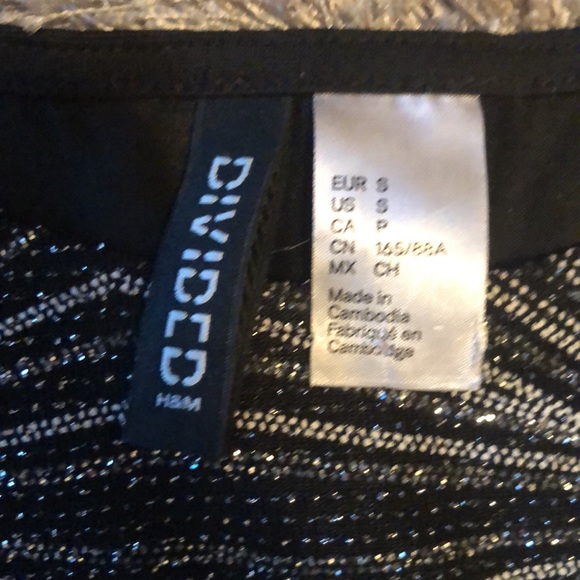 DIVIDED
H&M
EUR S
US S
CA P
CN 165/88A
MX CH
Made in
Cambodia
Fabriqué en
Cambodge